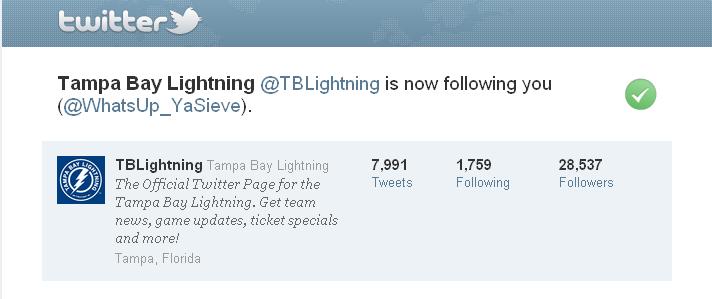 twitter
Tampa Bay Lightning @TBLightning is now following you
(@WhatsUp_YaSieve).
TAMPA BAY LIGHTNING
TBLightning Tampa Bay Lightning
The Official Twitter Page for the
Tampa Bay Lightning. Get team
news, game updates, ticket specials
and more!
Tampa, Florida
7,991 1,759 28,537
Tweets Following Followers